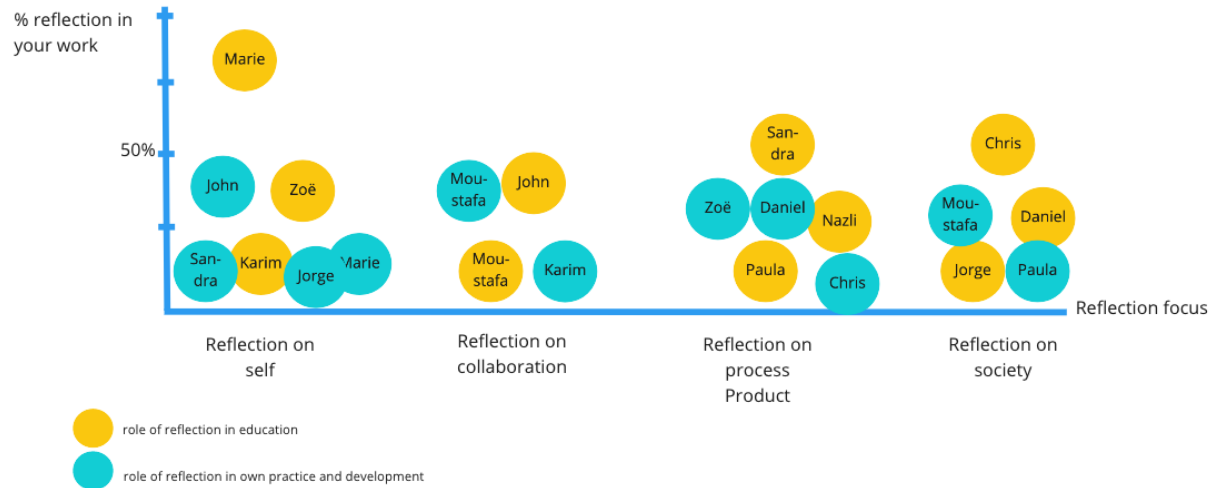 % reflection in
your work
Marie
50%
San-
dra
Chris
John
Zoë
Mou-
stafa
John
Zoë
Daniel
Nazli
Mou-
stafa
Daniel
San-
dra
Karim
Jorge
Marie
Mou-
stafa
Karim
Paula
Chris
Jorge
Paula
Reflection focus
Reflection on
self
Reflection on
collaboration
Reflection on
process
Product
Reflection on
society
role of reflection in education
role of reflection in own practice and development